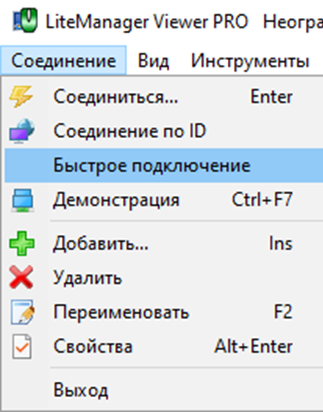 LiteManager Viewer PRO Неогра
Соединение Вид Инструменты
Соединиться... Enter
Соединение по ID
Быстрое подключение
Демонстрация Ctrl+F7
Добавить... Ins
Удалить
Переименовать F2
Свойства Alt+Enter
Выход